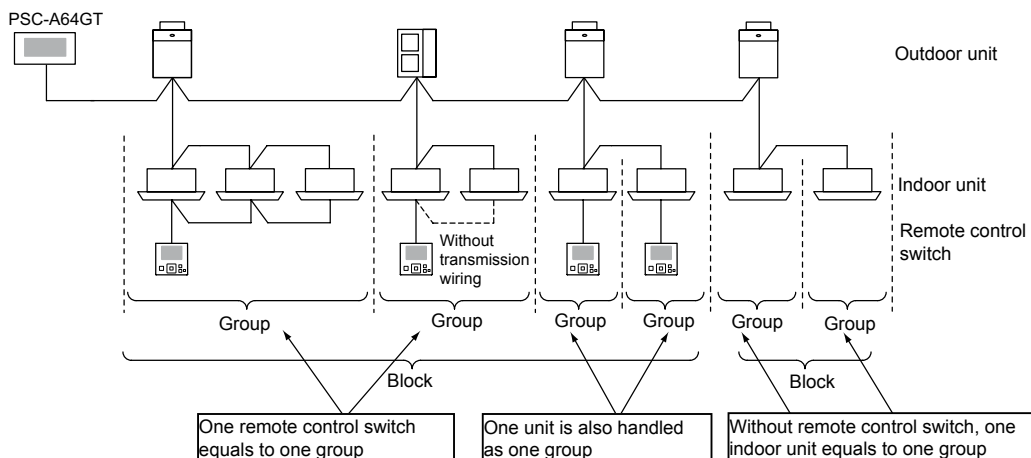 PSC-A64GT
Outdoor unit
Indoor unit
Remote control
switch
Without
transmission
wiring
Group
Group
Group
Group
Group
Group
Block
Block
One remote control switch
equals to one group
One unit is also handled
as one group
Without remote control switch, one
indoor unit equals to one group